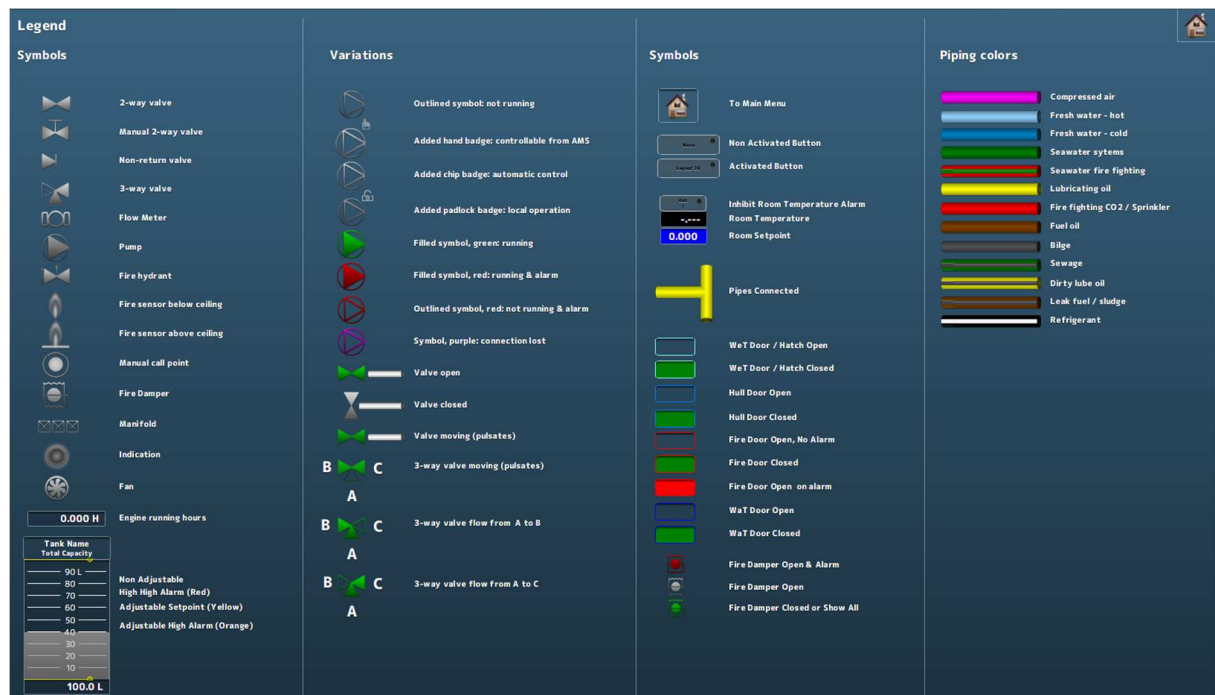 Legend
Symbols
2-way valve
Manual 2-way valve
Non-return valve
3-way valve
Flow Meter
Pump
Fire hydrant
Fire sensor below ceiling
Fire sensor above ceiling
Manual call point
Fire Damper
Manifold
Indication
Fan
0.000 H Engine running hours
Tank Name
Total Capacity
90 L
80 Non Adjustable
70 High High Alarm (Red)
60 Adjustable Setpoint (Yellow)
50 Adjustable High Alarm (Orange)
40
30
20
10
100.0 L
Variations
Outlined symbol: not running
Added hand badge: controllable from AMS
Added chip badge: automatic control
Added padlock badge: local operation
Filled symbol, green: running
Filled symbol, red: running & alarm
Outlined symbol, red: not running & alarm
Symbol, purple: connection lost
Valve open
Valve closed
Valve moving (pulsates)
B C 3-way valve moving (pulsates)
A
B C 3-way valve flow from A to B
A
B C 3-way valve flow from A to C
A
Symbols
To Main Menu
Non Activated Button
Activated Button
Inhibit Room Temperature Alarm
-.--- Room Temperature
0.000 Room Setpoint
Pipes Connected
WeT Door / Hatch Open
WeT Door / Hatch Closed
Hull Door Open
Hull Door Closed
Fire Door Open, No Alarm
Fire Door Closed
Fire Door Open on alarm
WaT Door Open
WaT Door Closed
Fire Damper Open & Alarm
Fire Damper Open
Fire Damper Closed or Show All
Piping colors
Compressed air
Fresh water - hot
Fresh water - cold
Seawater sytems
Seawater fire fighting
Lubricating oil
Fire fighting CO2 / Sprinkler
Fuel oil
Bilge
Sewage
Dirty lube oil
Leak fuel / sludge
Refrigerant